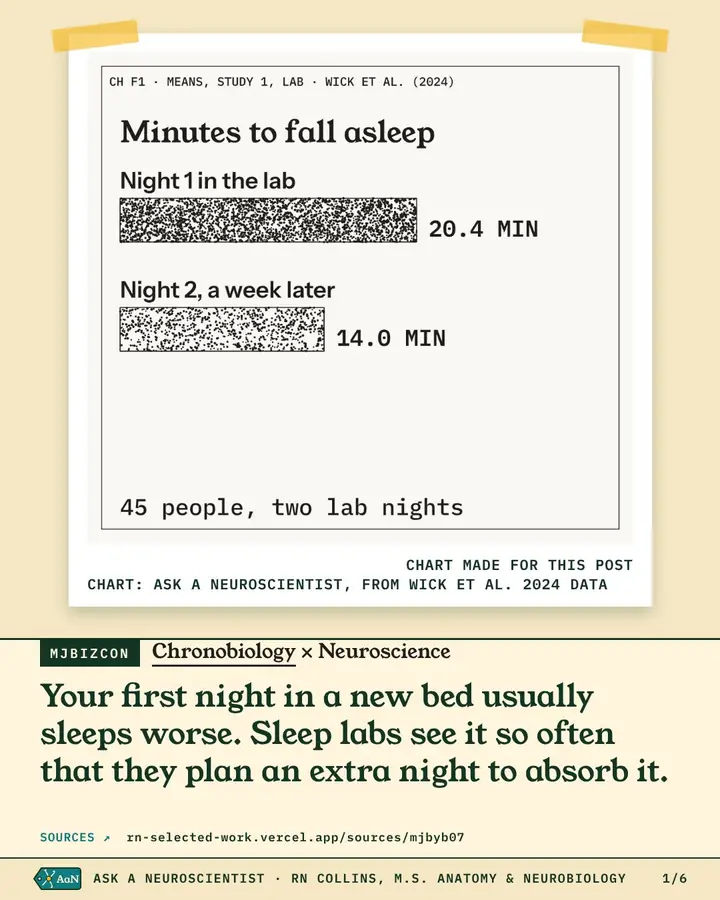 CH F1 · MEANS, STUDY 1, LAB · WICK ET AL. (2024)
Minutes to fall asleep
Night 1 in the lab
20.4 MIN
Night 2, a week later
14.0 MIN
45 people, two lab nights
CHART MADE FOR THIS POST
CHART: ASK A NEUROSCIENTIST, FROM WICK ET AL. 2024 DATA
MJBIZCON Chronobiology × Neuroscience
Your first night in a new bed usually
sleeps worse. Sleep labs see it so often
that they plan an extra night to absorb it.
SOURCES ↗ rn-selected-work.vercel.app/sources/mjbyb07
AaN ASK A NEUROSCIENTIST · RN COLLINS, M.S. ANATOMY & NEUROBIOLOGY 1/6